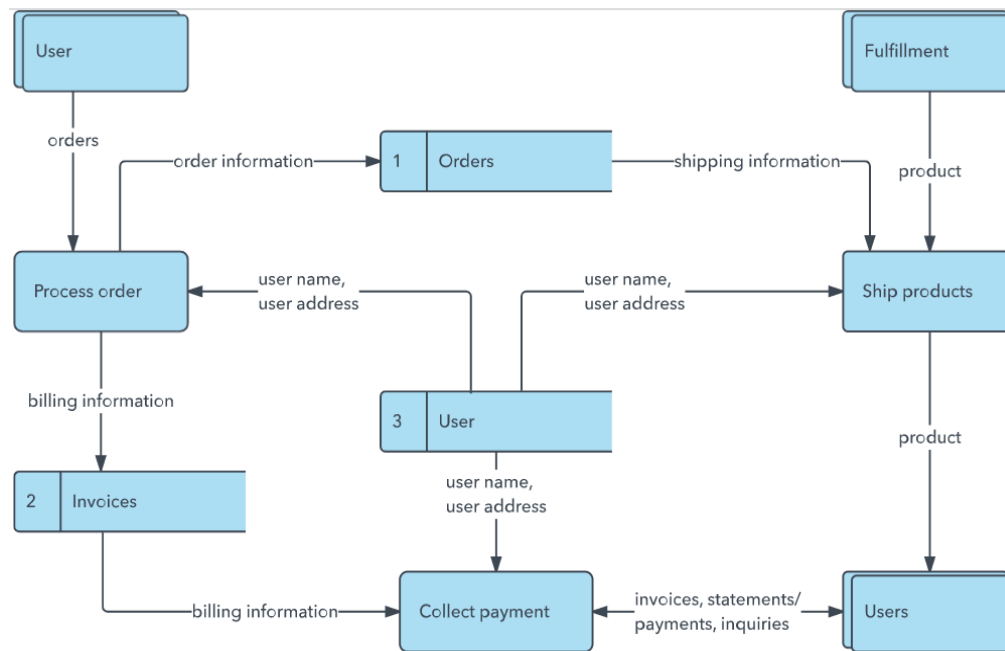 User
Fulfillment
orders
order information
1
Orders
shipping information
product
Process order
user name,
user address
user name,
user address
Ship products
billing information
3
User
product
2
Invoices
user name,
user address
billing information
Collect payment
invoices, statements/
payments, inquiries
Users